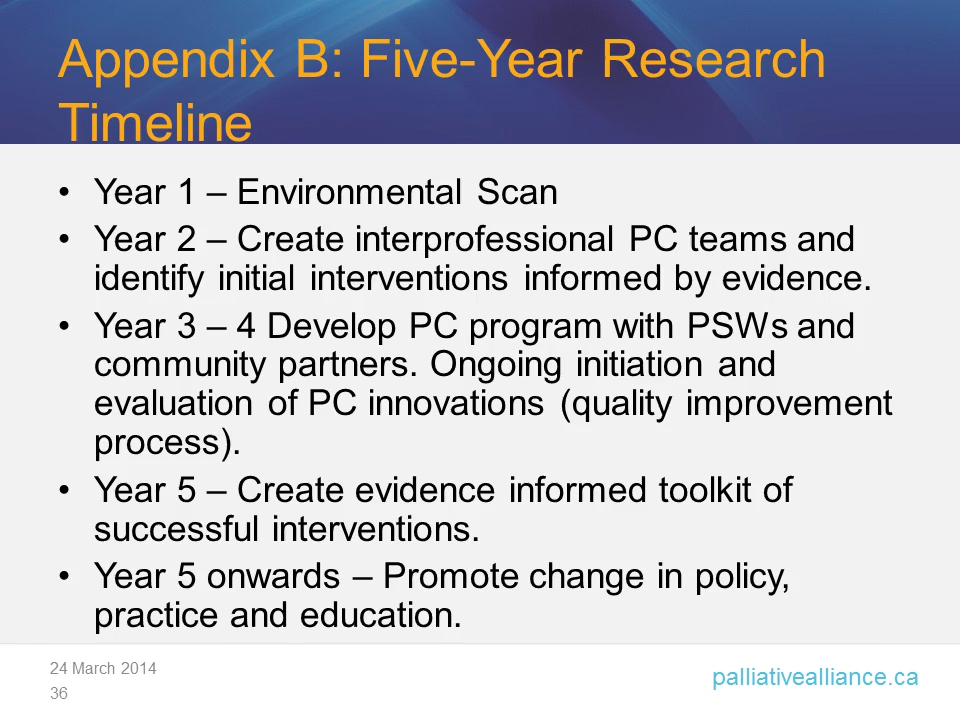 Appendix B: Five-Year Research
Timeline
• Year 1 – Environmental Scan
• Year 2 – Create interprofessional PC teams and
identify initial interventions informed by evidence.
• Year 3 – 4 Develop PC program with PSWs and
community partners. Ongoing initiation and
evaluation of PC innovations (quality improvement
process).
• Year 5 – Create evidence informed toolkit of
successful interventions.
• Year 5 onwards – Promote change in policy,
practice and education.
24 March 2014
36
palliativealliance.ca